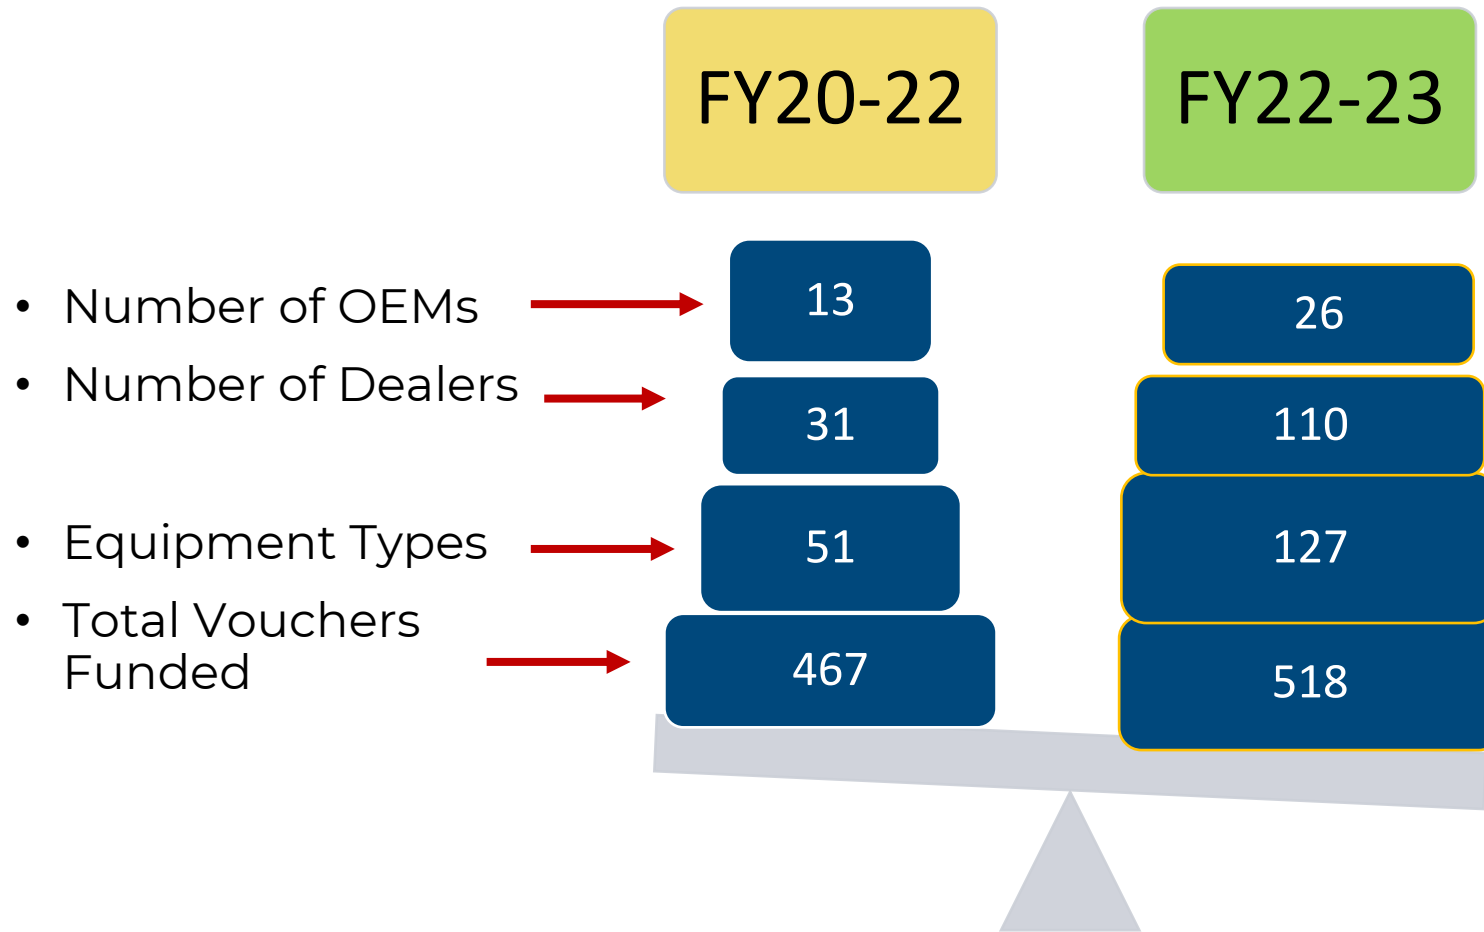 FY20-22
FY22-23
• Number of OEMs
13
26
• Number of Dealers
31
110
• Equipment Types
51
127
• Total Vouchers
Funded
467
518